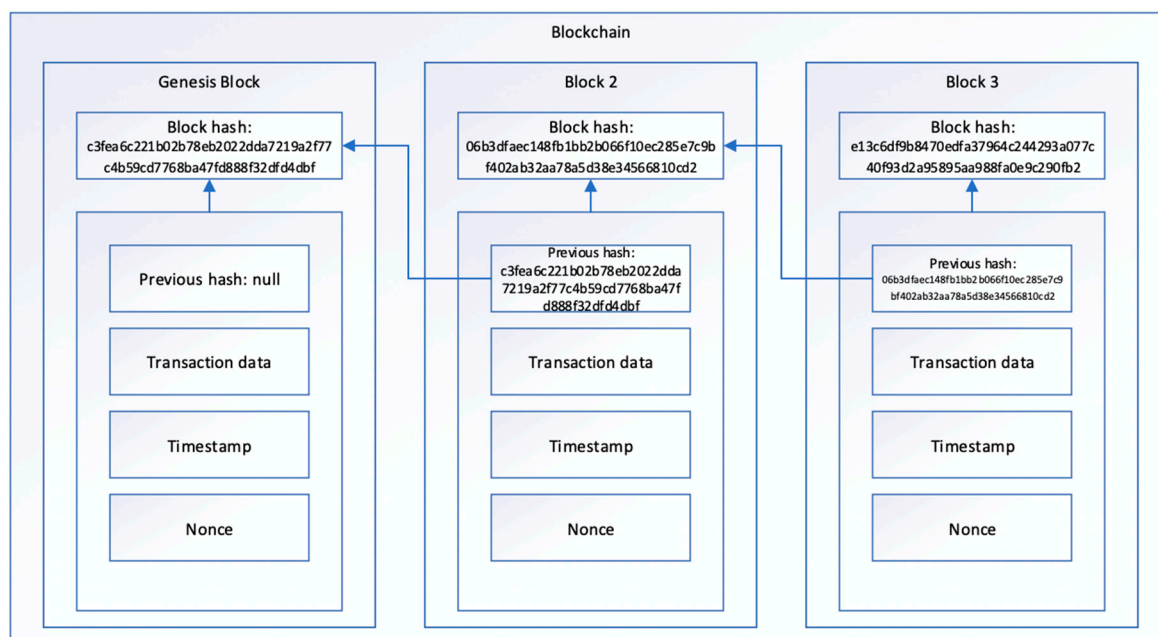 Blockchain
Genesis Block
Block hash:
c3fea6c221b02b78eb2022dda7219a2f77
c4b59cd7768ba47fd888f32dfd4dbf
Previous hash: null
Transaction data
Timestamp
Nonce
Block 2
Block hash:
06b3dfaec148fb1bb2b066f10ec285e7c9b
f402ab32aa78a5d38e34566810cd2
Previous hash:
c3fea6c221b02b78eb2022dda
7219a2f77c4b59cd7768ba47f
d888f32dfd4dbf
Transaction data
Timestamp
Nonce
Block 3
Block hash:
e13c6df9b8470edfa37964c244293a077c
40f93d2a95895aa988fa0e9c290fb2
Previous hash:
06b3dfaec148fb1bb2b066f10ec285e7c9
bf402ab32aa78a5d38e34566810cd2
Transaction data
Timestamp
Nonce